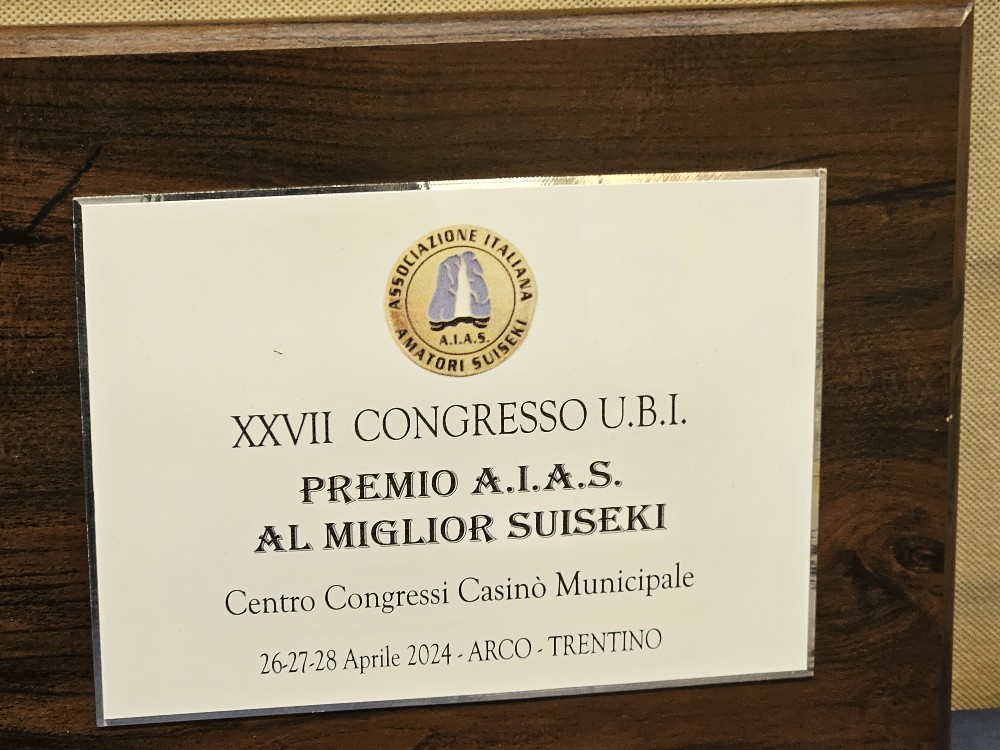 ASSOCIAZIONE ITALIANA
A.I.A.S.
AMATORI SUISEKI
XXVII CONGRESSO U.B.I.
PREMIO A.I.A.S.
AL MIGLIOR SUISEKI
Centro Congressi Casinò Municipale
26-27-28 Aprile 2024 - ARCO - TRENTINO